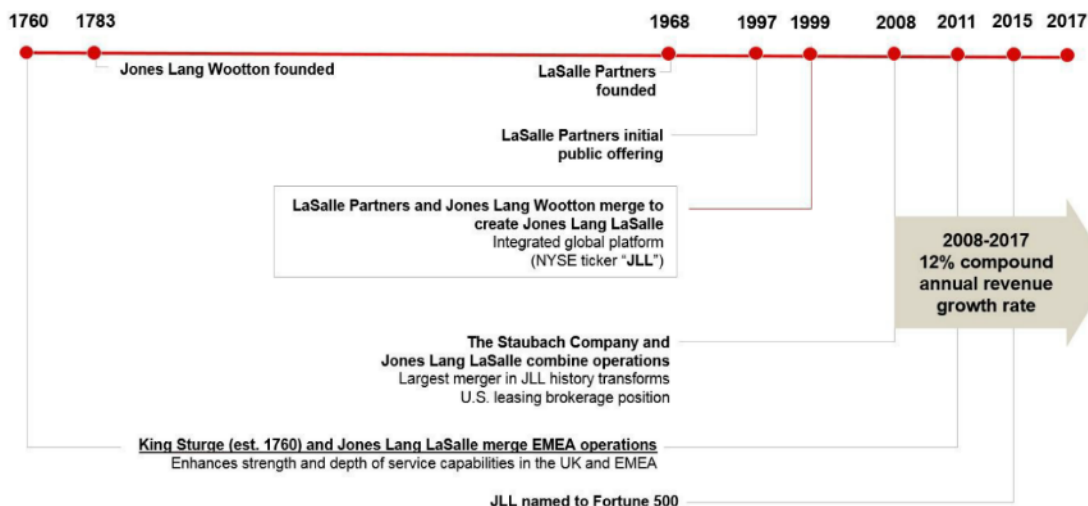 1760 1783 1968 1997 1999 2008 2011 2015 2017
Jones Lang Wootton founded
LaSalle Partners
founded
LaSalle Partners initial
public offering
LaSalle Partners and Jones Lang Wootton merge to
create Jones Lang LaSalle
Integrated global platform
(NYSE ticker “JLL”)
2008-2017
12% compound
annual revenue
growth rate
The Staubach Company and
Jones Lang LaSalle combine operations
Largest merger in JLL history transforms
U.S. leasing brokerage position
King Sturge (est. 1760) and Jones Lang LaSalle merge EMEA operations
Enhances strength and depth of service capabilities in the UK and EMEA
JLL named to Fortune 500